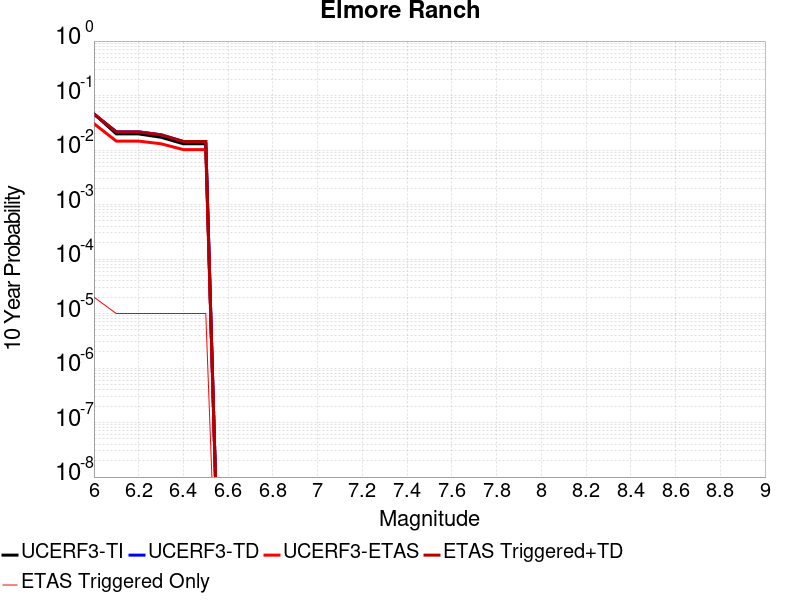 Elmore Ranch
10^0
10^-1
10^-2
10^-3
10^-4
10^-5
10^-6
10^-7
10^-8
10 Year Probability
6 6.2 6.4 6.6 6.8 7 7.2 7.4 7.6 7.8 8 8.2 8.4 8.6 8.8 9
Magnitude
UCERF3-TI UCERF3-TD UCERF3-ETAS ETAS Triggered+TD
ETAS Triggered Only